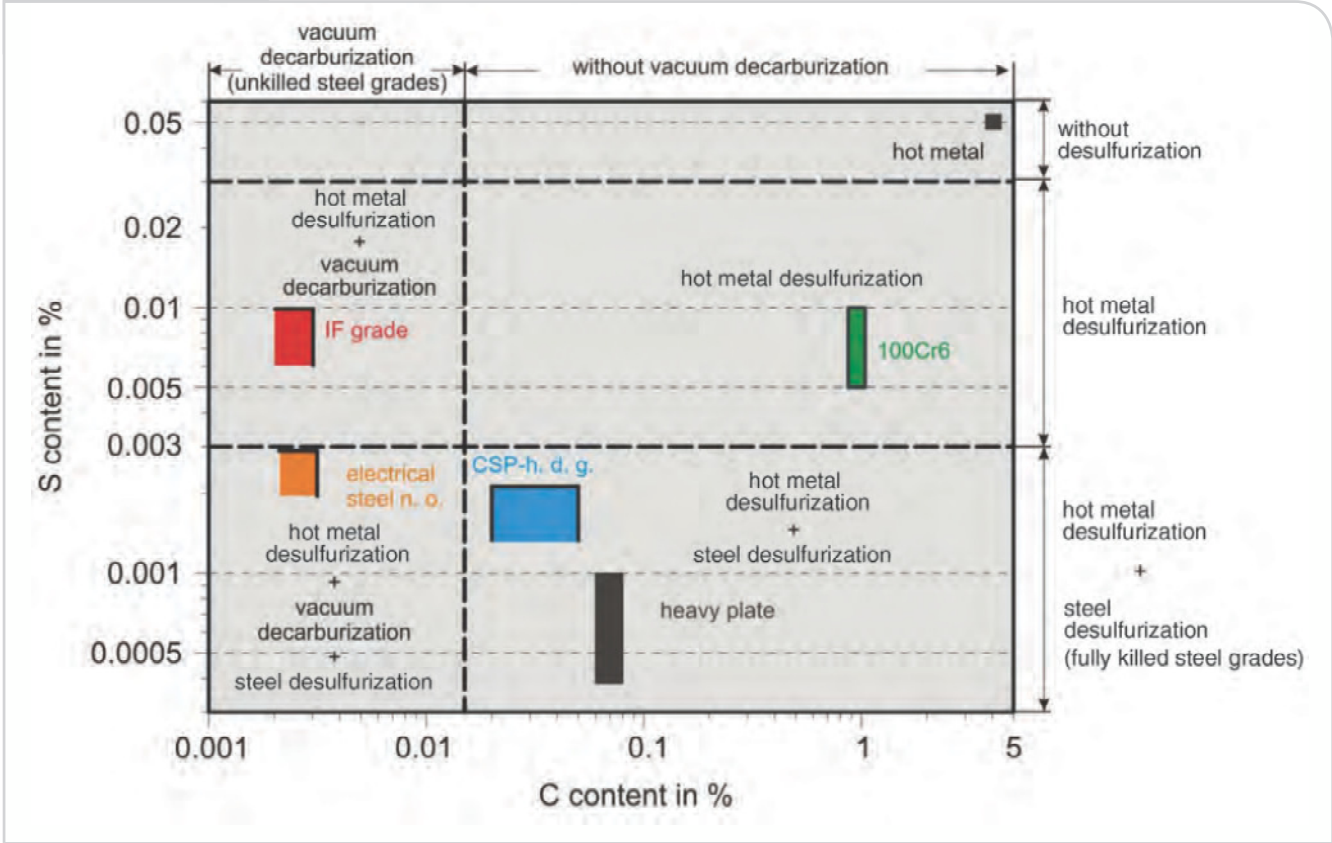 vacuum
decarburization
(unkilled steel grades)
without vacuum decarburization
0.05
hot metal
without
desulfurization
hot metal
desulfurization
+
vacuum
decarburization
0.02
hot metal desulfurization
0.01
IF grade
100Cr6
hot metal
desulfurization
0.005
0.003
S content in %
electrical
steel n. o.
CSP-h. d. g.
hot metal
desulfurization
+
steel desulfurization
hot metal
desulfurization
+
vacuum
decarburization
+
steel desulfurization
0.001
heavy plate
0.0005
hot metal
desulfurization
+
steel
desulfurization
(fully killed steel grades)
0.001
0.01
0.1
1
5
C content in %